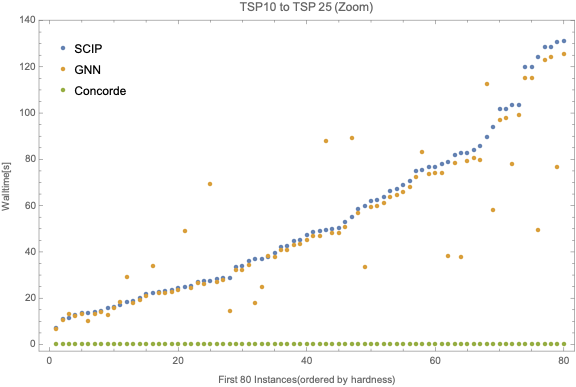 TSP10 to TSP 25 (Zoom)
140
120
100
80
60
40
20
0
Walltime[s]
SCIP
GNN
Concorde
0 20 40 60 80
First 80 Instances(ordered by hardness)